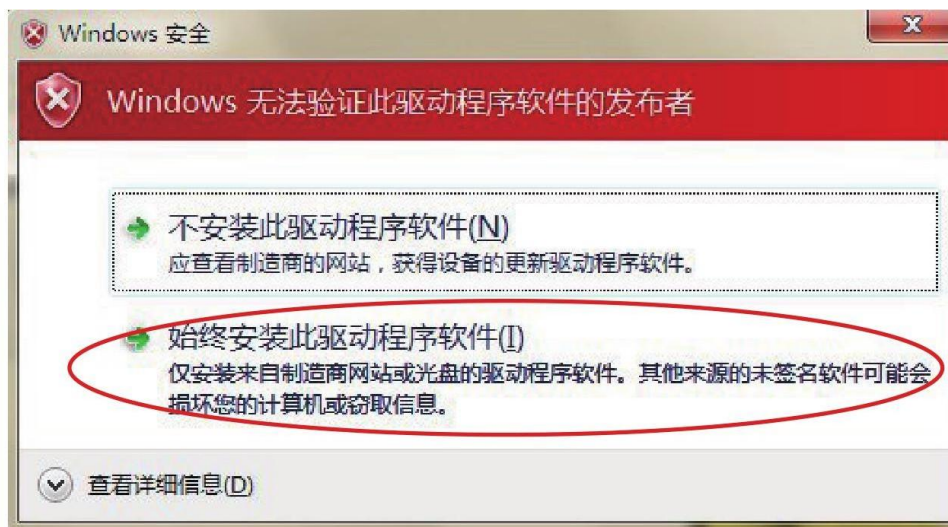 Windows 安全
Windows 无法验证此驱动程序软件的发布者
不安装此驱动程序软件(N)
应查看制造商的网站，获得设备的更新驱动程序软件。
始终安装此驱动程序软件(I)
仅安装来自制造商网站或光盘的驱动程序软件。其他来源的未签名软件可能会
损坏您的计算机或窃取信息。
查看详细信息(D)